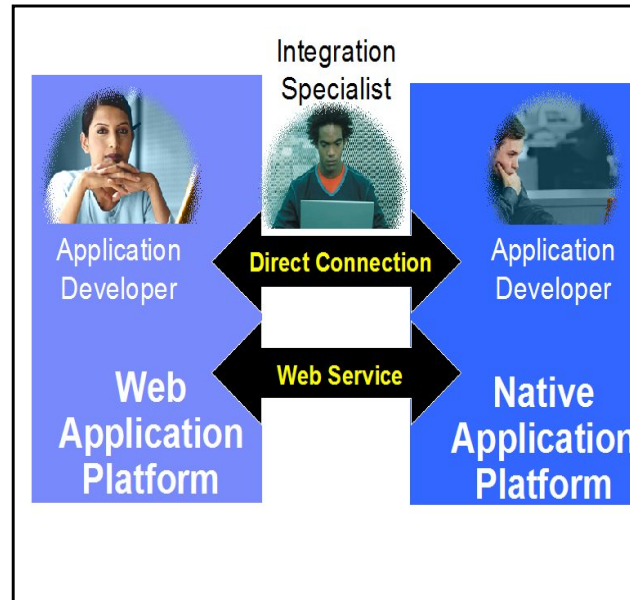 Integration
Specialist
Application
Developer
Direct Connection
Application
Developer
Web Service
Web
Application
Platform
Native
Application
Platform